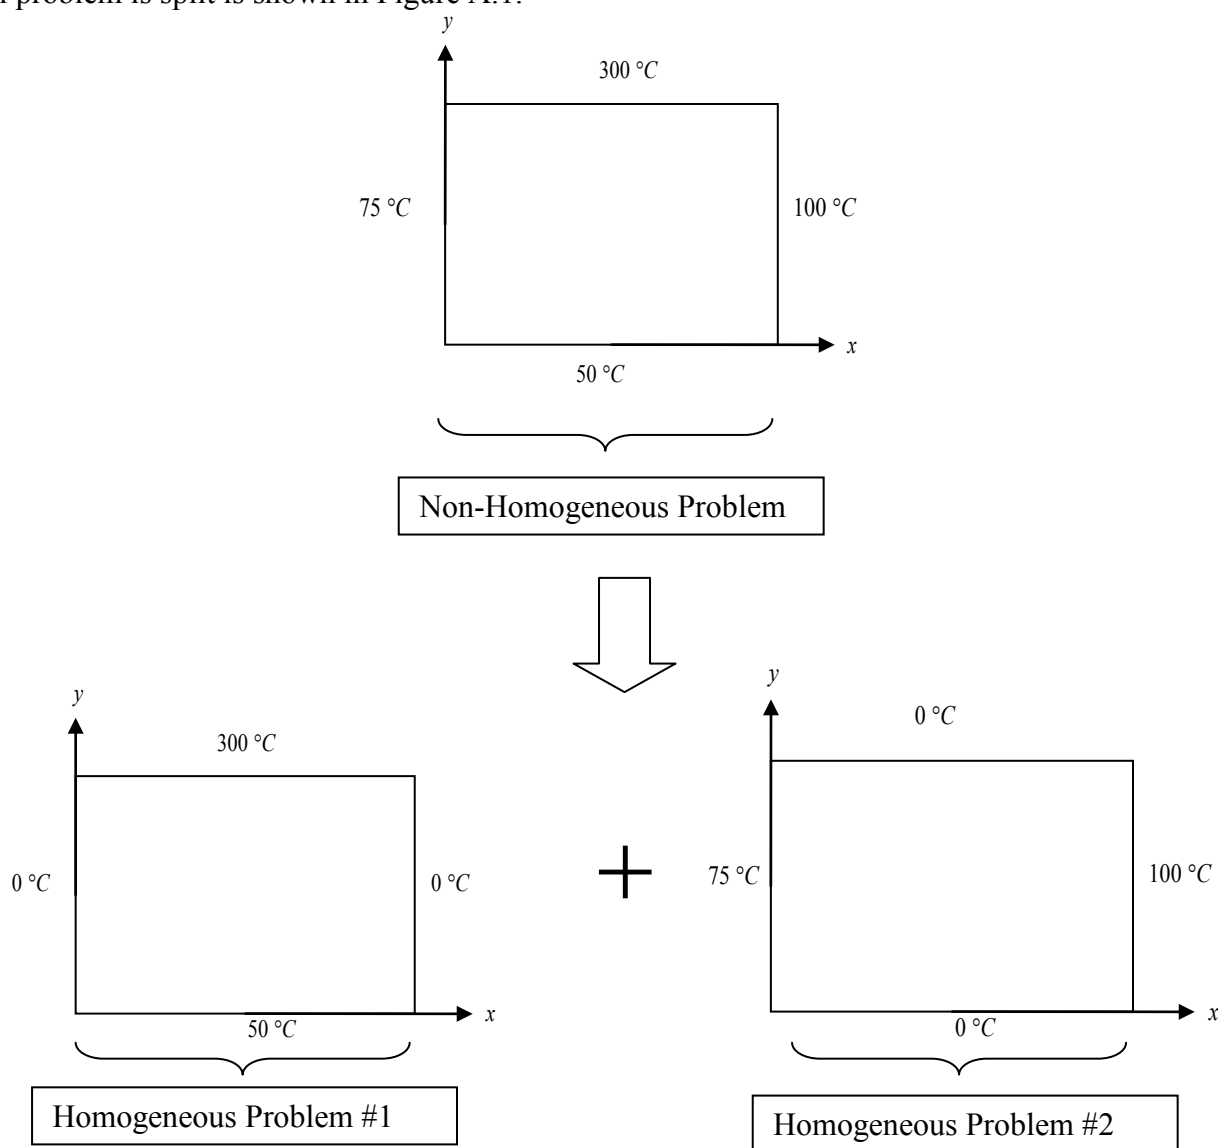 problem is split is shown in Figure A.1.
y
300 °C
75 °C
100 °C
x
50 °C
Non-Homogeneous Problem
y
300 °C
0 °C
0 °C
x
50 °C
Homogeneous Problem #1
+
y
0 °C
75 °C
100 °C
x
0 °C
Homogeneous Problem #2